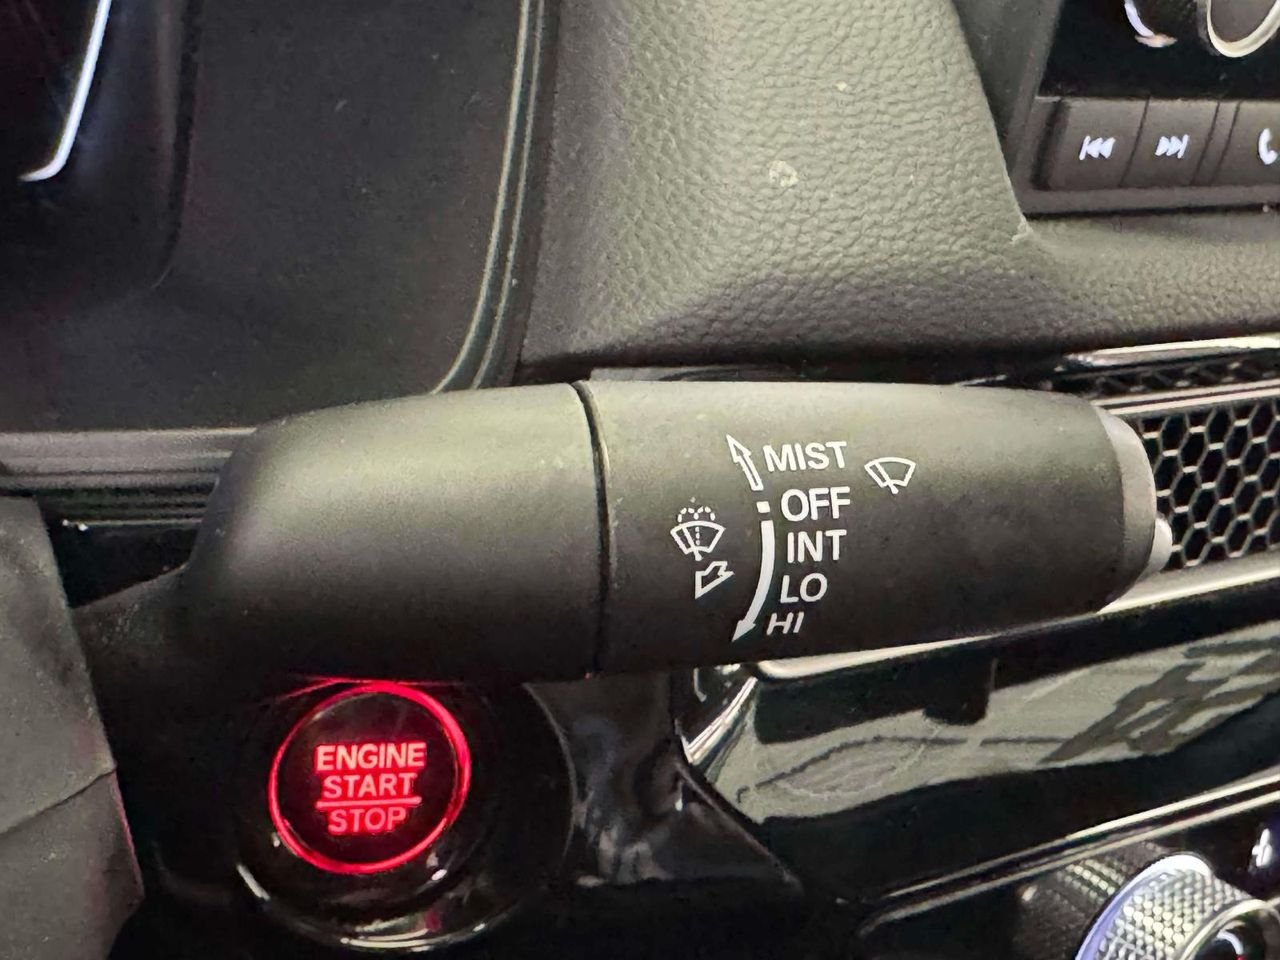 MIST
OFF
INT
LO
HI
ENGINE
START
STOP